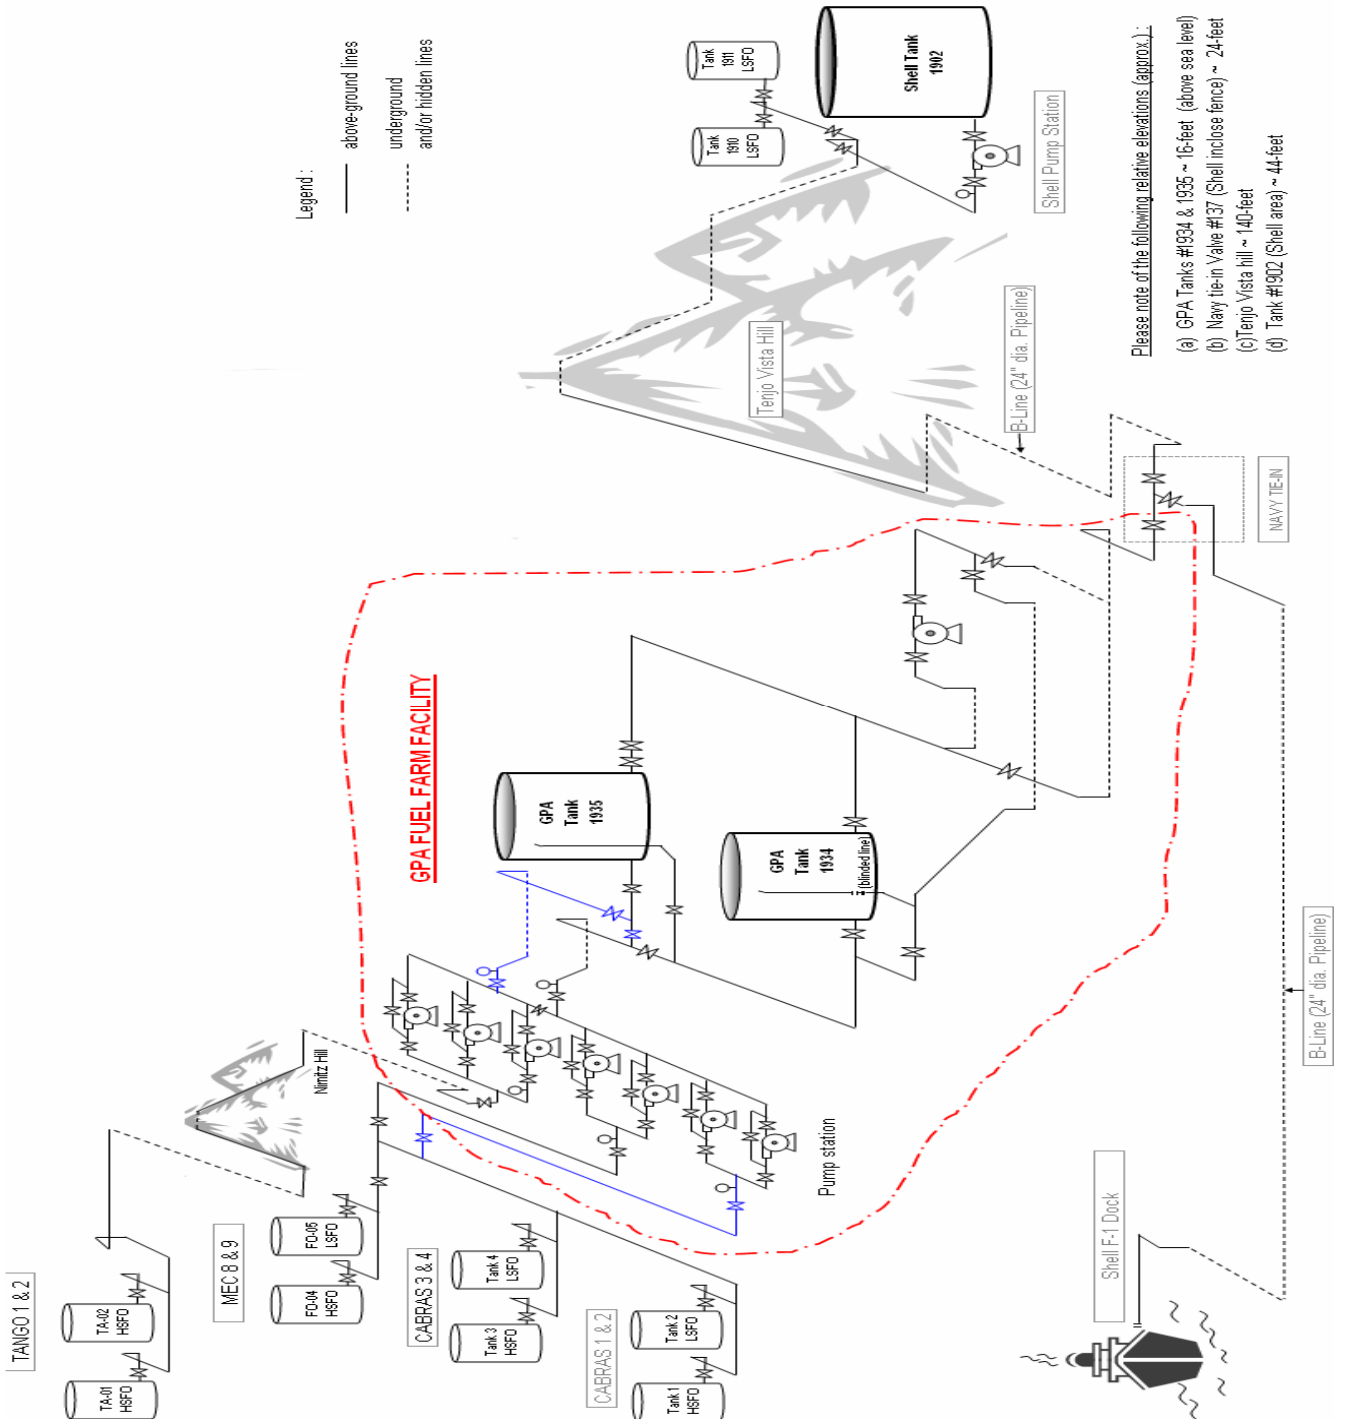 Legend :
above-ground lines
underground
and/or hidden lines
Tank
1911
LSFO
Tank
1910
LSFO
Shell Tank
1902
Shell Pump Station
Tenjo Vista Hill
B-Line (24" dia. Pipeline)
NAVY TIE-IN
Please note of the following relative elevations (approx.) :
(a) GPA Tanks #1934 & 1935 ~ 16-feet (above sea level)
(b) Navy tie-in Valve #137 (Shell inclose fence) ~ 24-feet
(c)Tenjo Vista hill ~ 140-feet
(d) Tank #1902 (Shell area) ~ 44-feet
GPA FUEL FARM FACILITY
GPA
Tank
1935
GPA
Tank
1934
(blinded line)
Nimitz Hill
Pump station
TANGO 1 & 2
TA-02
HSFO
TA-01
HSFO
MEC 8 & 9
FO-05
LSFO
FO-04
HSFO
CABRAS 3 & 4
Tank 4
LSFO
Tank 3
HSFO
CABRAS 1 & 2
Tank 2
LSFO
Tank 1
HSFO
Shell F-1 Dock
B-Line (24" dia. Pipeline)